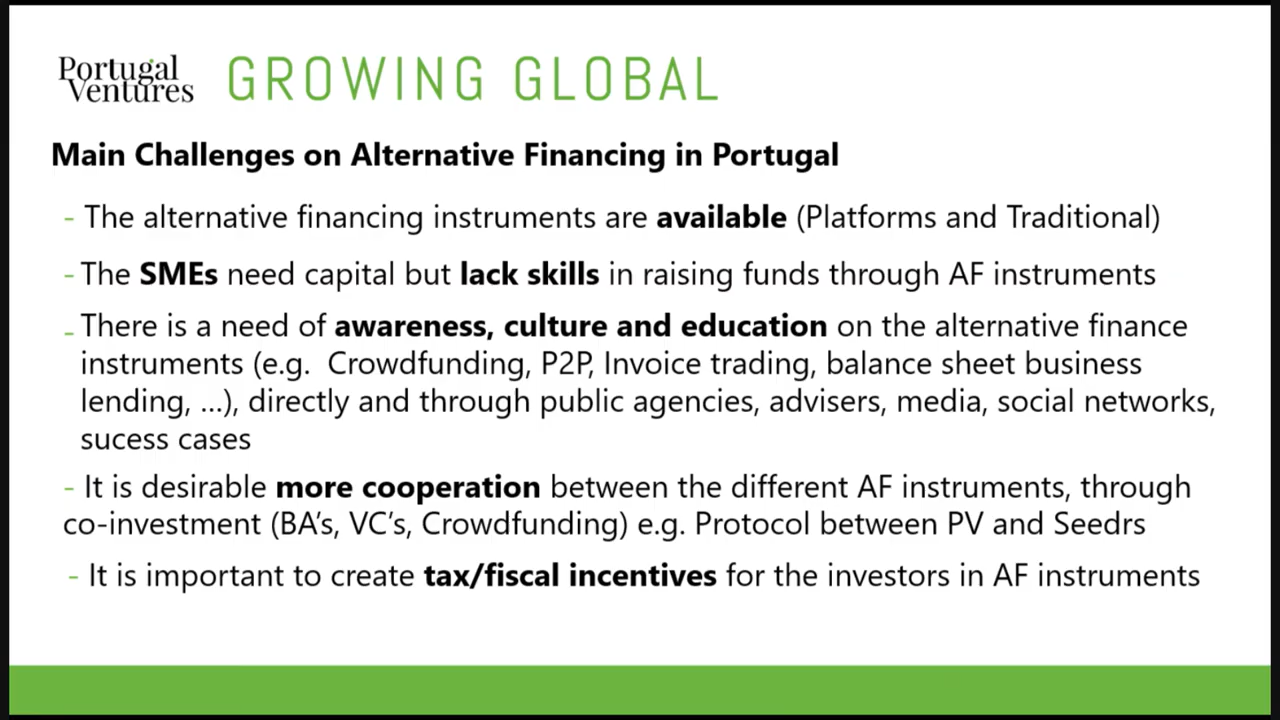 Portugal
Ventures
GROWING GLOBAL
Main Challenges on Alternative Financing in Portugal
- The alternative financing instruments are available (Platforms and Traditional)
- The SMEs need capital but lack skills in raising funds through AF instruments
- There is a need of awareness, culture and education on the alternative finance
instruments (e.g.  Crowdfunding, P2P, Invoice trading, balance sheet business
lending, ...), directly and through public agencies, advisers, media, social networks,
sucess cases
- It is desirable more cooperation between the different AF instruments, through
co-investment (BA's, VC's, Crowdfunding) e.g. Protocol between PV and Seedrs
- It is important to create tax/fiscal incentives for the investors in AF instruments